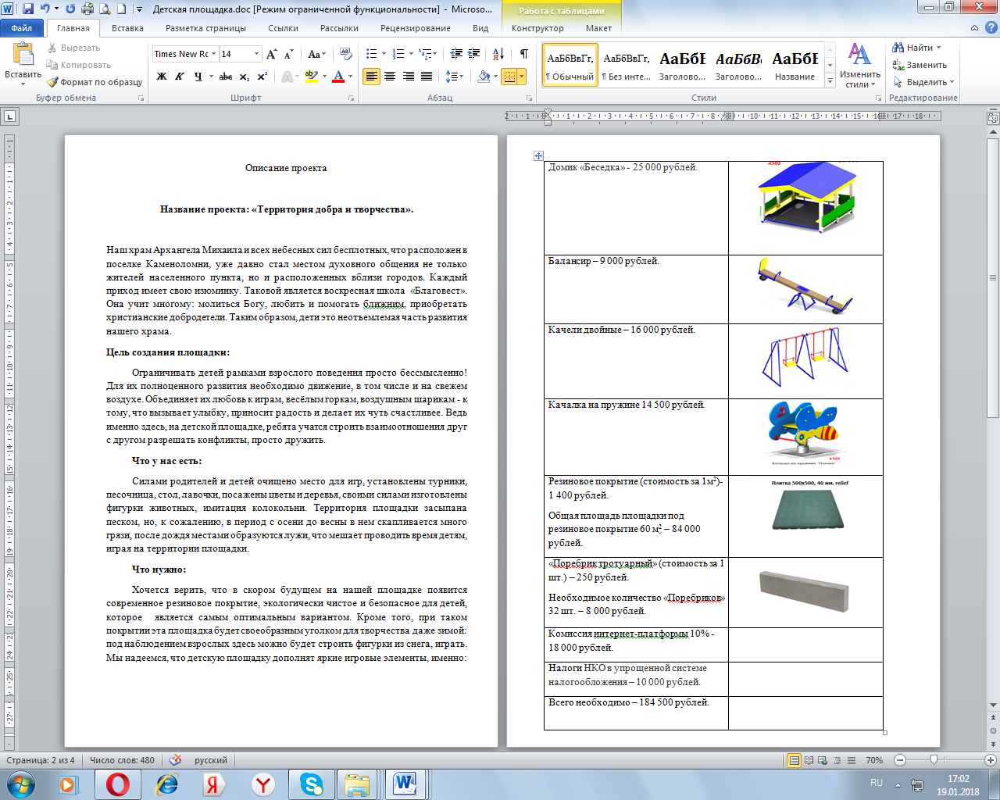 Детская площадка.doc [Режим ограниченной функциональности] - Microso...
Работа с таблицами
Файл Главная Вставка Разметка страницы Ссылки Рассылки Рецензирование Вид Конструктор Макет
Вставить
Вырезать
Копировать
Формат по образцу
Буфер обмена
Times New Rc 14
Ж К Ч abc x₂ x²
Шрифт
Абзац
АаБбВвГг, АаБбВвГг, АаБбЕ АаБбВ АаБбЕ
¶ Обычный ¶ Без инте... Заголово... Заголово... Название
Стили
Изменить стили
Найти
Заменить
Выделить
Редактирование
Описание проекта
Название проекта: «Территория добра и творчества».
Наш храм Архангела Михаила и всех небесных сил бесплотных, что расположен в
поселке Каменоломни, уже давно стал местом духовного общения не только
жителей населенного пункта, но и расположенных вблизи городов. Каждый
приход имеет свою изюминку. Таковой является воскресная школа «Благовест».
Она учит многому: молиться Богу, любить и помогать ближним, приобретать
христианские добродетели. Таким образом, дети это неотъемлемая часть развития
нашего храма.
Цель создания площадки:
Ограничивать детей рамками взрослого поведения просто бессмысленно!
Для их полноценного развития необходимо движение, в том числе и на свежем
воздухе. Объединяет их любовь к играм, весёлым горкам, воздушным шарикам - к
тому, что вызывает улыбку, приносит радость и делает их чуть счастливее. Ведь
именно здесь, на детской площадке, ребята учатся строить взаимоотношения друг
с другом разрешать конфликты, просто дружить.
Что у нас есть:
Силами родителей и детей очищено место для игр, установлены турники,
песочница, стол, лавочки, посажены цветы и деревья, своими силами изготовлены
фигурки животных, имитация колокольни. Территория площадки засыпана
песком, но, к сожалению, в период с осени до весны в нем скапливается много
грязи, после дождя местами образуются лужи, что мешает проводить время детям,
играя на территории площадки.
Что нужно:
Хочется верить, что в скором будущем на нашей площадке появится
современное резиновое покрытие, экологически чистое и безопасное для детей,
которое является самым оптимальным вариантом. Кроме того, при таком
покрытии эта площадка будет своеобразным уголком для творчества даже зимой:
под наблюдением взрослых здесь можно будет строить фигурки из снега, играть.
Мы надеемся, что детскую площадку дополнят яркие игровые элементы, именно:
Домик «Беседка» - 25 000 рублей.
4302
Балансир – 9 000 рублей.
Качели двойные – 16 000 рублей.
Качалка на пружине 14 500 рублей.
4122
Качалка на пружине "Пчелка"
Резиновое покрытие (стоимость за 1м²)-
1 400 рублей.
Общая площадь площадки под
резиновое покрытие 60 м² – 84 000
рублей.
Плитка 500х500, 40 мм. relief
«Поребрик тротуарный» (стоимость за 1
шт.) – 250 рублей.
Необходимое количество «Поребриков»
32 шт. – 8 000 рублей.
Комиссия интернет-платформы 10% -
18 000 рублей.
Налоги НКО в упрощенной системе
налогообложения – 10 000 рублей.
Всего необходимо – 184 500 рублей.
Страница: 2 из 4 Число слов: 480 русский 70%
RU 17:02
19.01.2018